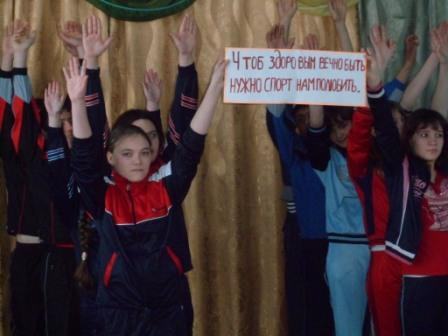 Чтоб здоровым вечно быть
нужно спорт нам полюбить.